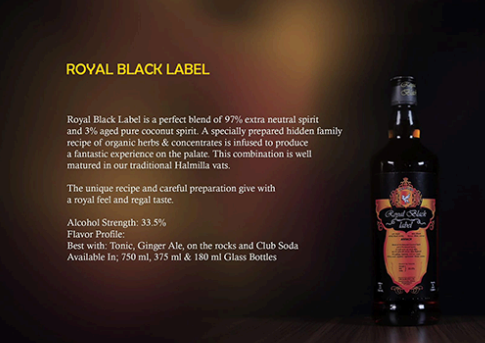 ROYAL BLACK LABEL
Royal Black Label is a perfect blend of 97% extra neutral spirit
and 3% aged pure coconut spirit. A specially prepared hidden family
recipe of organic herbs & concentrates is infused to produce
a fantastic experience on the palate. This combination is well
matured in our traditional Halmilla vats.
The unique recipe and careful preparation give with
a royal feel and regal taste.
Alcohol Strength: 33.5%
Flavor Profile:
Best with: Tonic, Ginger Ale, on the rocks and Club Soda
Available In; 750 ml, 375 ml & 180 ml Glass Bottles
Royal Black
label